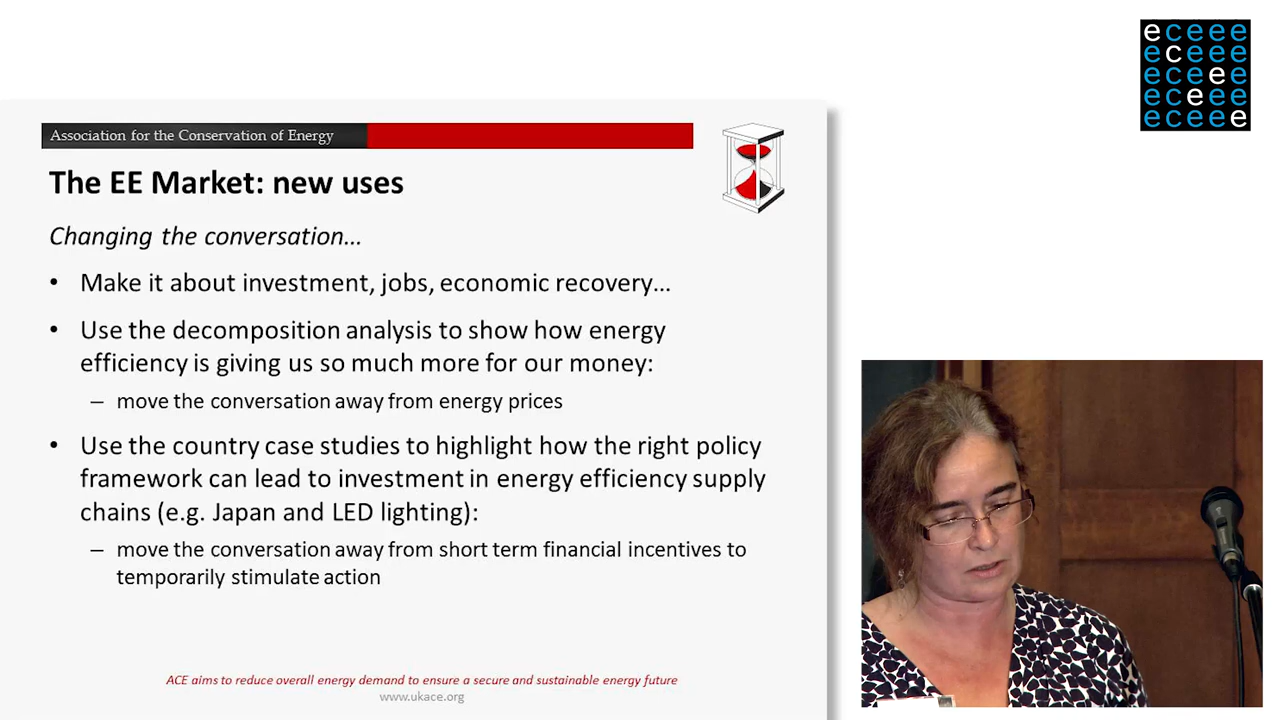 eceee
eceee
eceee
eceee
eceee
Association for the Conservation of Energy
The EE Market: new uses
Changing the conversation…
• Make it about investment, jobs, economic recovery…
• Use the decomposition analysis to show how energy
efficiency is giving us so much more for our money:
– move the conversation away from energy prices
• Use the country case studies to highlight how the right policy
framework can lead to investment in energy efficiency supply
chains (e.g. Japan and LED lighting):
– move the conversation away from short term financial incentives to
temporarily stimulate action
ACE aims to reduce overall energy demand to ensure a secure and sustainable energy future
www.ukace.org